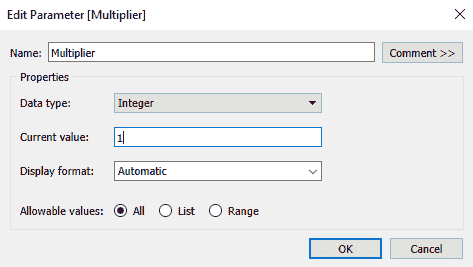 Edit Parameter [Multiplier]
Name: Multiplier Comment >>
Properties
Data type: Integer
Current value: 1
Display format: Automatic
Allowable values: All List Range
OK Cancel